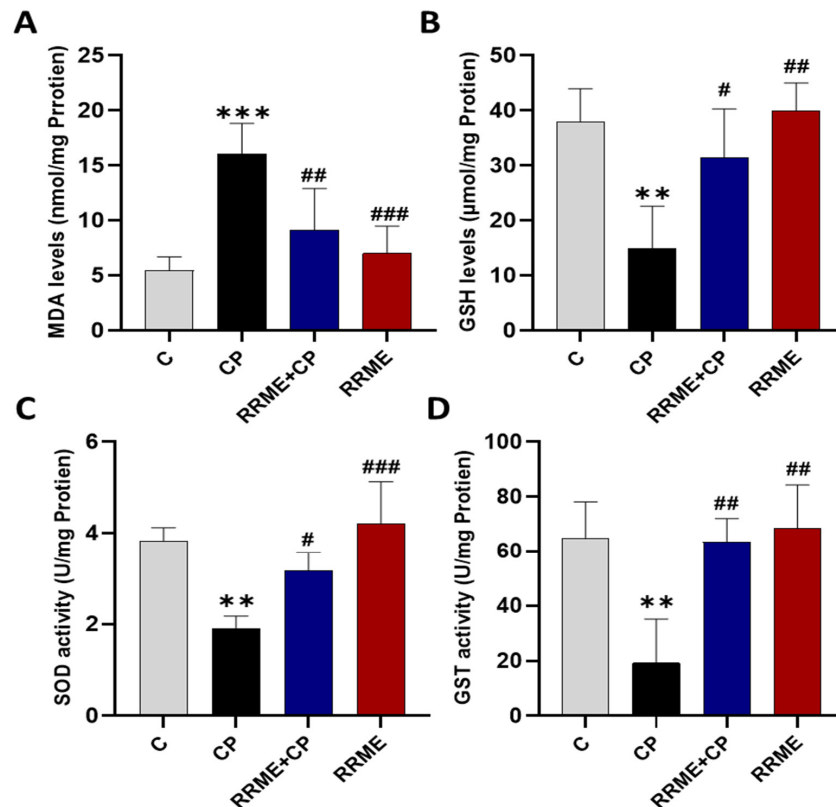 A
MDA levels (nmol/mg Prrotien)
25
20
15
10
5
0
***
##
###
C
CP
RRME+CP
RRME
B
GSH levels (µmol/mg Protien)
50
40
30
20
10
0
**
#
##
C
CP
RRME+CP
RRME
C
SOD activity (U/mg Protien)
6
4
2
0
**
#
###
C
CP
RRME+CP
RRME
D
GST activity (U/mg Protien)
100
80
60
40
20
0
**
##
##
C
CP
RRME+CP
RRME